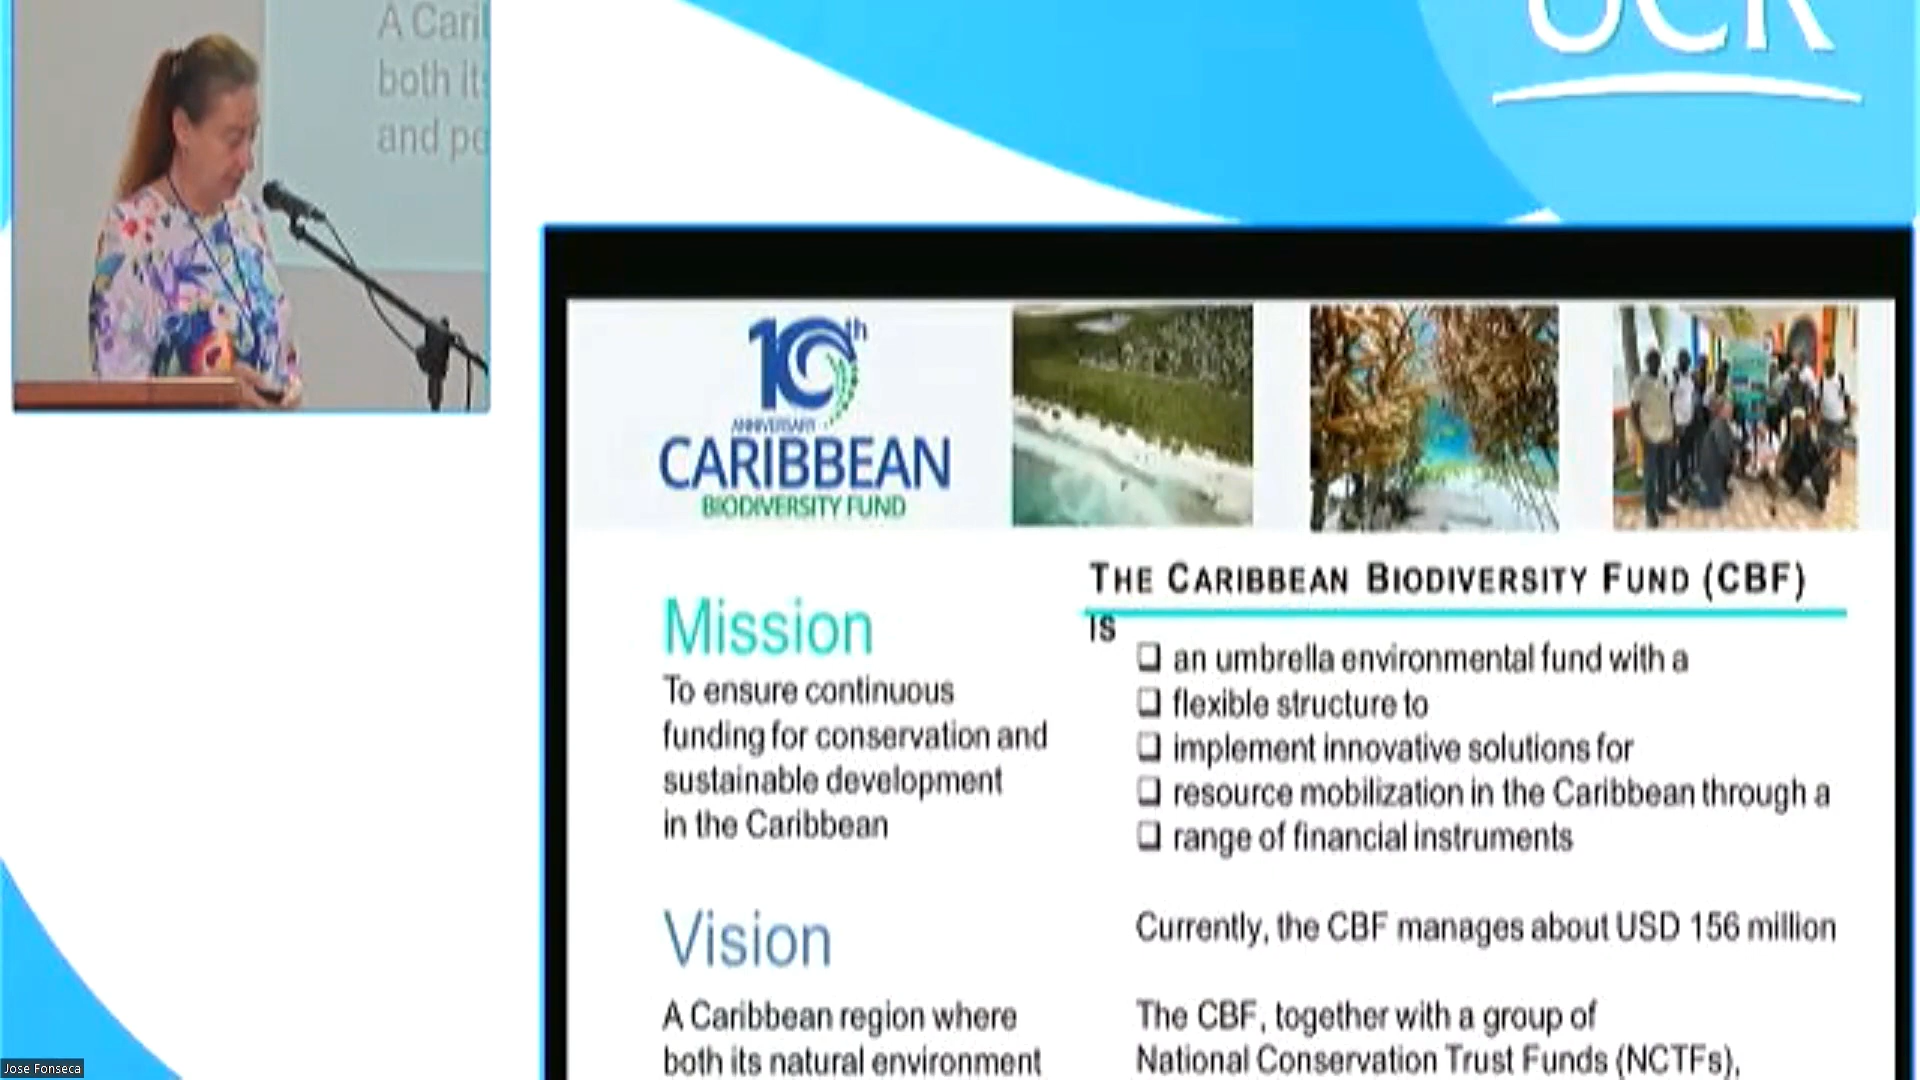 A Cari
both its
and pe
UCR
10th
ANNIVERSARY
CARIBBEAN
BIODIVERSITY FUND
THE CARIBBEAN BIODIVERSITY FUND (CBF)
IS
❑ an umbrella environmental fund with a
❑ flexible structure to
❑ implement innovative solutions for
❑ resource mobilization in the Caribbean through a
❑ range of financial instruments
Currently, the CBF manages about USD 156 million
The CBF, together with a group of
National Conservation Trust Funds (NCTFs),
Mission
To ensure continuous
funding for conservation and
sustainable development
in the Caribbean
Vision
A Caribbean region where
both its natural environment
Jose Fonseca